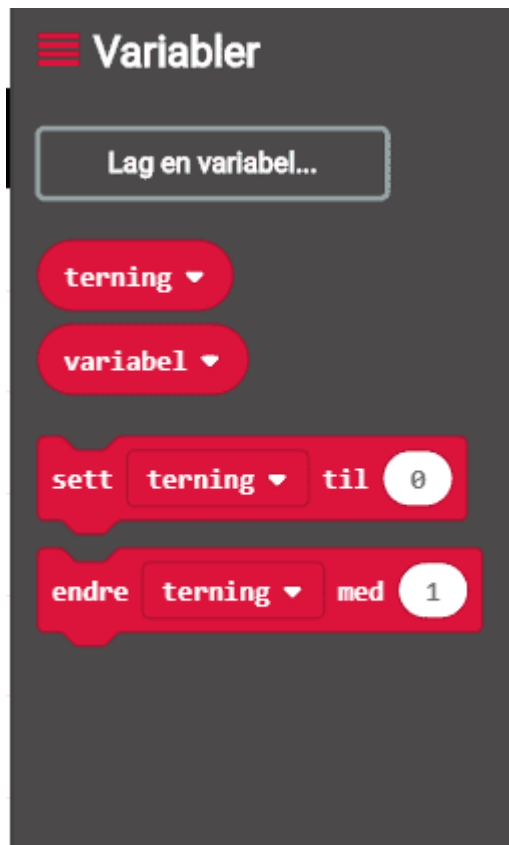 Variabler
Lag en variabel...
terning
variabel
sett terning til 0
endre terning med 1